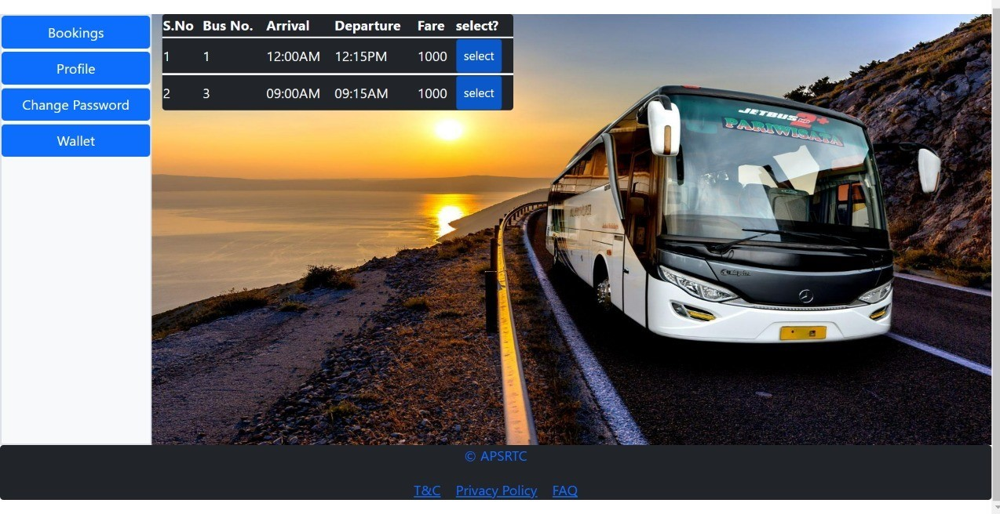 Bookings
Profile
Change Password
Wallet
S.No Bus No. Arrival Departure Fare select?
1 1 12:00AM 12:15PM 1000 select
2 3 09:00AM 09:15AM 1000 select
JETBUS 2+
PARIWISATA
© APSRTC
T&C Privacy Policy FAQ